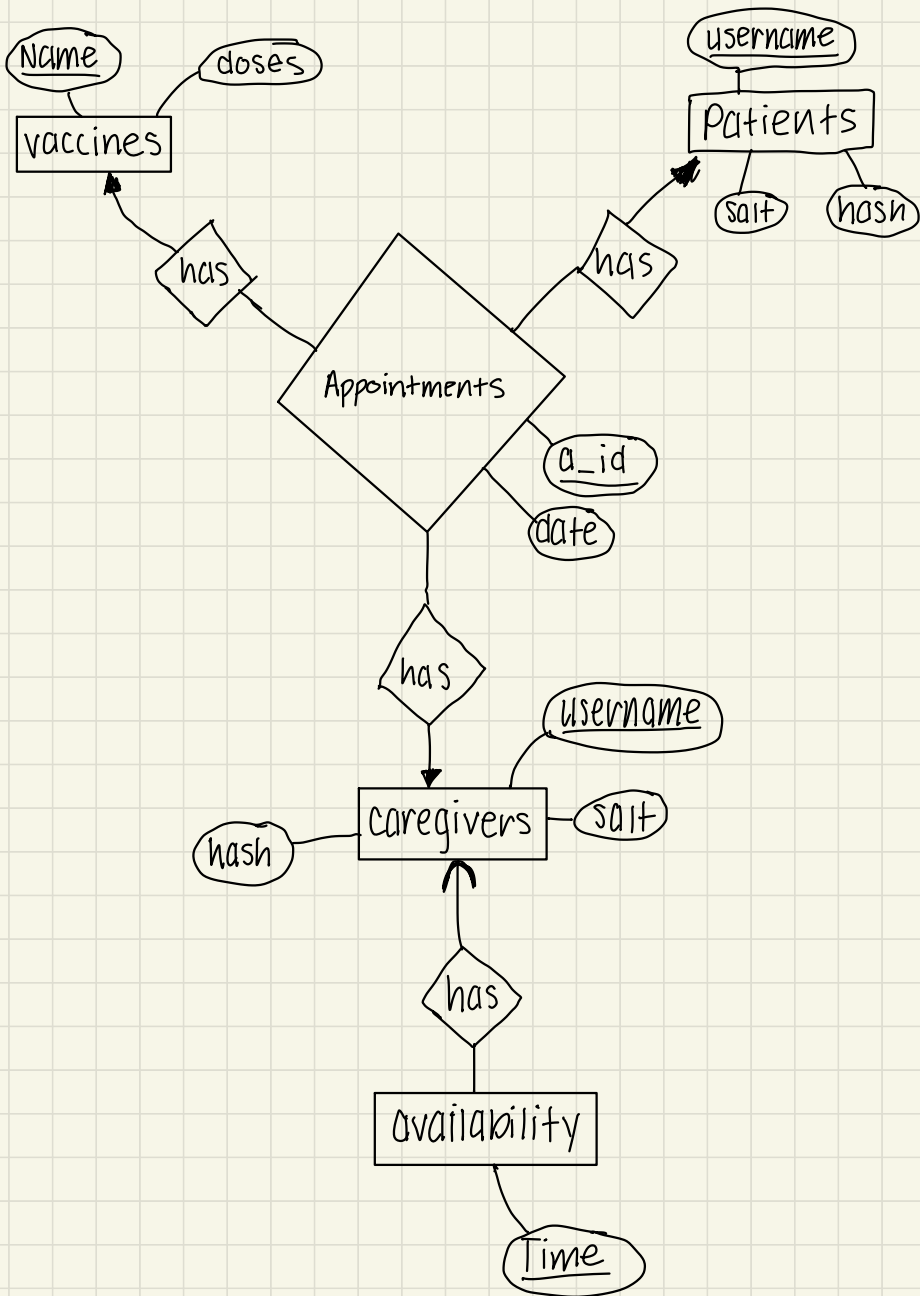 username
Name
doses
Patients
vaccines
salt
hash
has
has
Appointments
a_id
date
has
username
caregivers
salt
hash
has
availability
Time